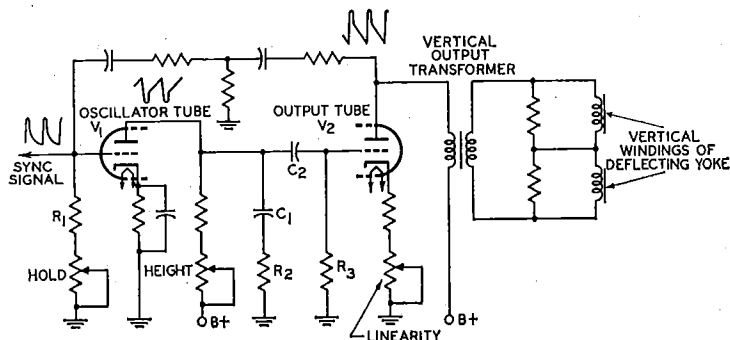 VERTICAL
OUTPUT
TRANSFORMER
OSCILLATOR TUBE
V1
OUTPUT TUBE
V2
SYNC
SIGNAL
VERTICAL
WINDINGS OF
DEFLECTING YOKE
C2
R1
C1
HOLD
HEIGHT
R2
R3
B+
LINEARITY
B+